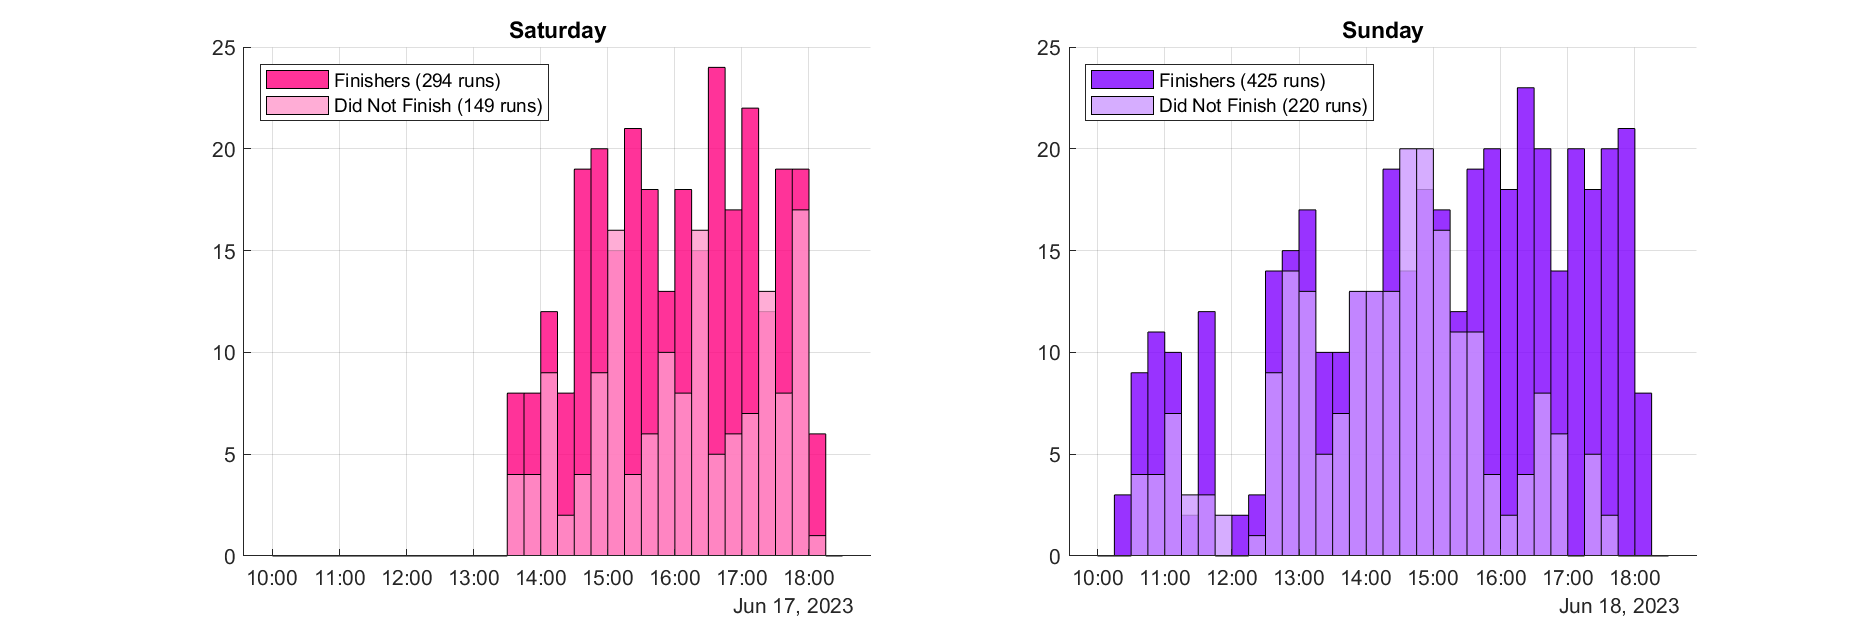 Saturday
25
20
15
10
5
0
Finishers (294 runs)
Did Not Finish (149 runs)
10:00 11:00 12:00 13:00 14:00 15:00 16:00 17:00 18:00
Jun 17, 2023
Sunday
25
20
15
10
5
0
Finishers (425 runs)
Did Not Finish (220 runs)
10:00 11:00 12:00 13:00 14:00 15:00 16:00 17:00 18:00
Jun 18, 2023